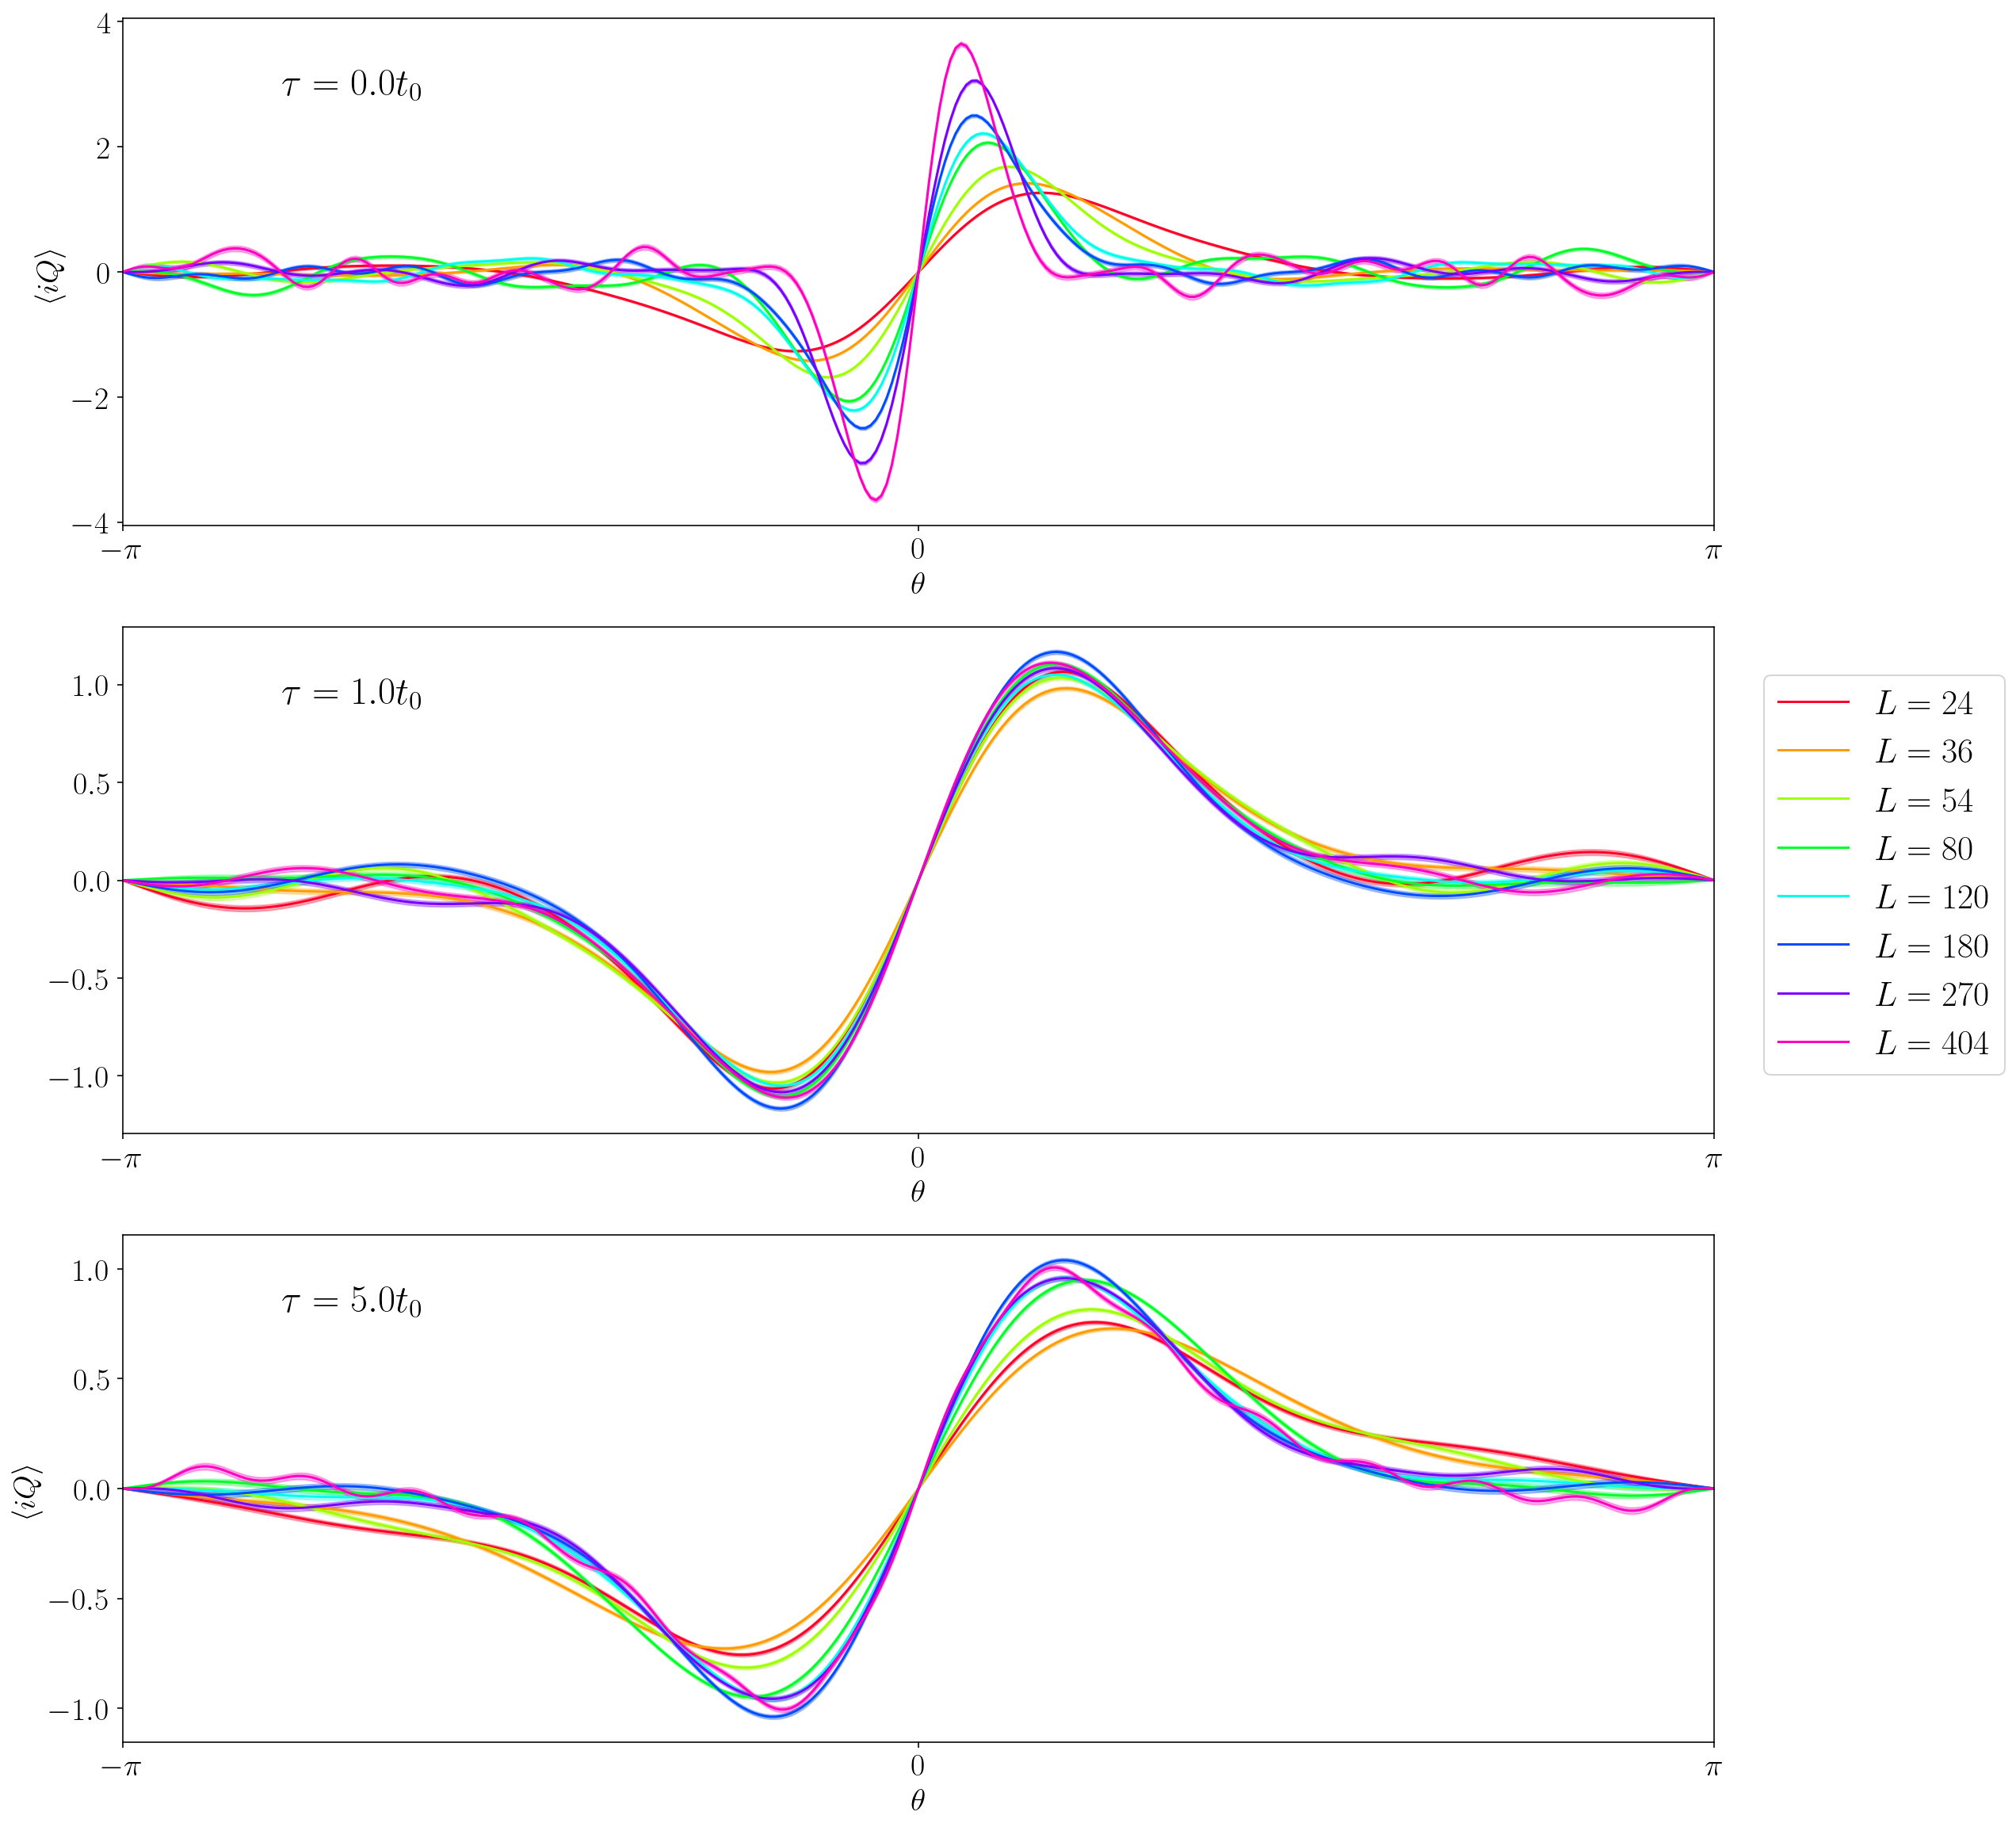 4
2
0
−2
−4
⟨iQ⟩
τ = 0.0t₀
−π
0
π
θ
1.0
0.5
0.0
−0.5
−1.0
τ = 1.0t₀
−π
0
π
θ
L = 24
L = 36
L = 54
L = 80
L = 120
L = 180
L = 270
L = 404
1.0
0.5
0.0
−0.5
−1.0
⟨iQ⟩
τ = 5.0t₀
−π
0
π
θ